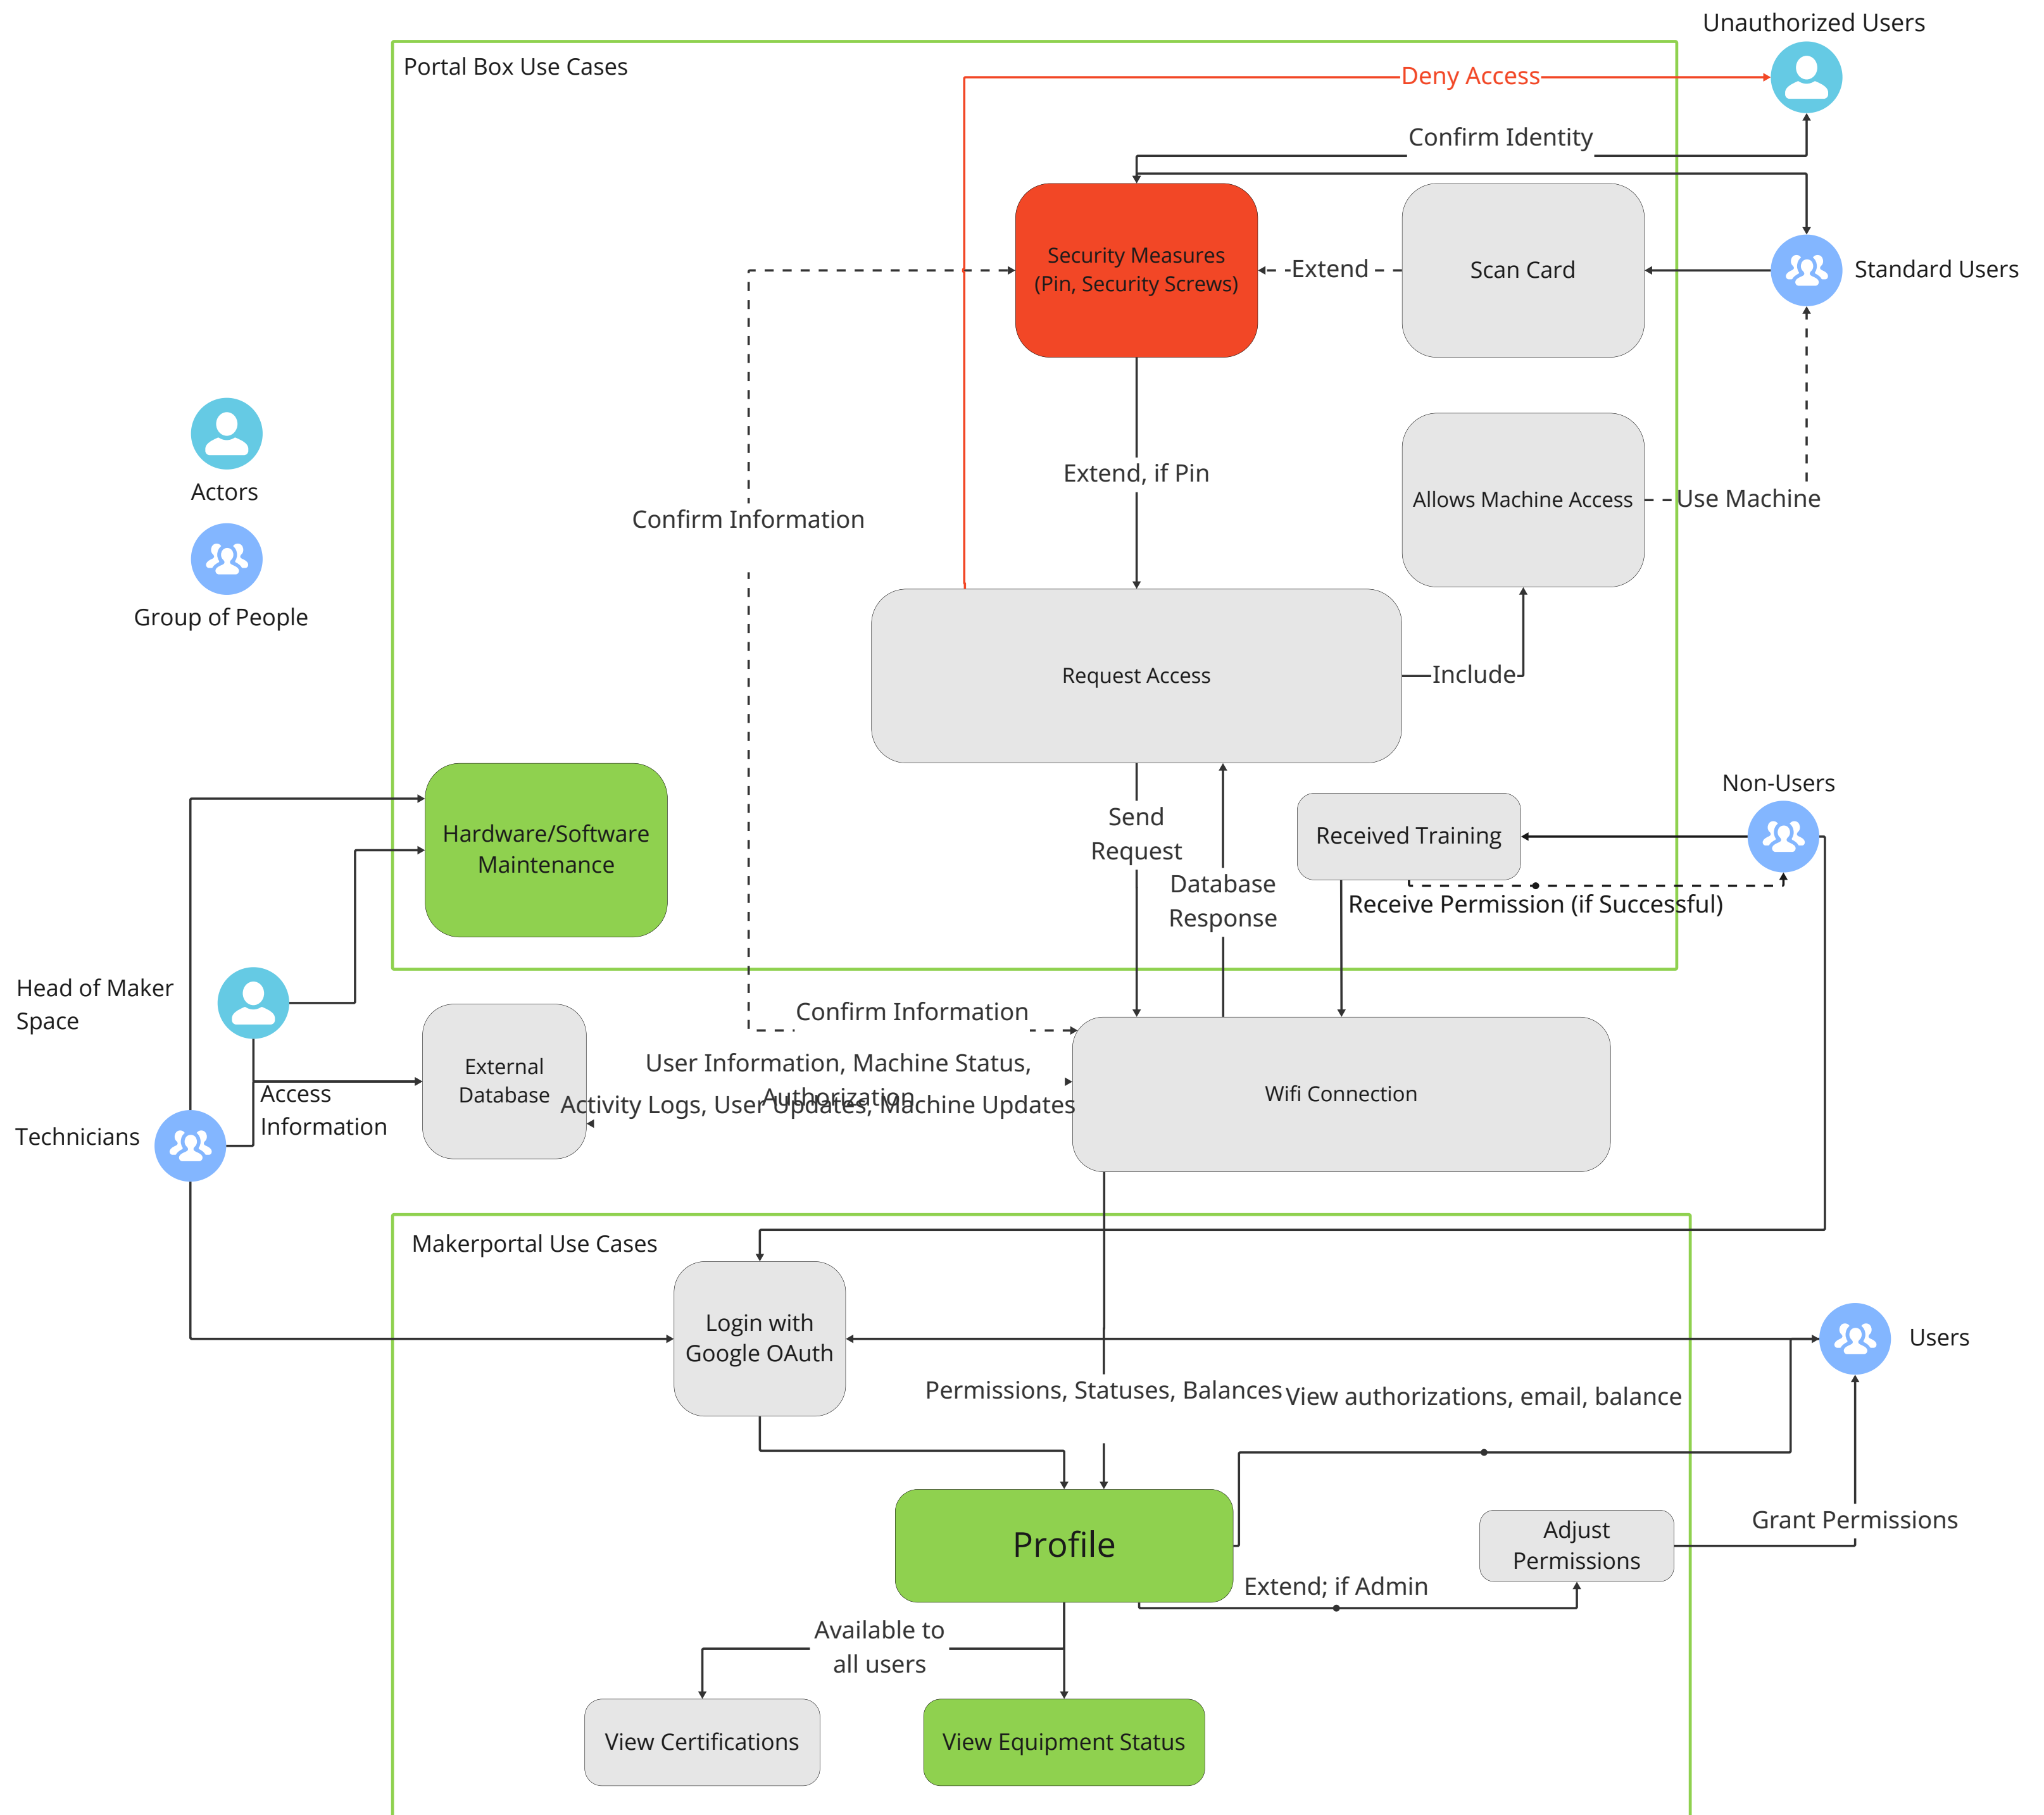 Unauthorized Users
Portal Box Use Cases
Deny Access
Confirm Identity
Security Measures
(Pin, Security Screws)
Extend
Scan Card
Standard Users
Extend, if Pin
Actors
Allows Machine Access
Use Machine
Confirm Information
Group of People
Request Access
Include
Non-Users
Send
Request
Hardware/Software
Maintenance
Received Training
Database
Response
Receive Permission (if Successful)
Head of Maker
Space
Confirm Information
External
Database
User Information, Machine Status,
Authorization
Activity Logs, User Updates, Machine Updates
Wifi Connection
Access
Information
Technicians
Makerportal Use Cases
Login with
Google OAuth
Users
Permissions, Statuses, Balances
View authorizations, email, balance
Profile
Adjust
Permissions
Grant Permissions
Extend; if Admin
Available to
all users
View Certifications
View Equipment Status